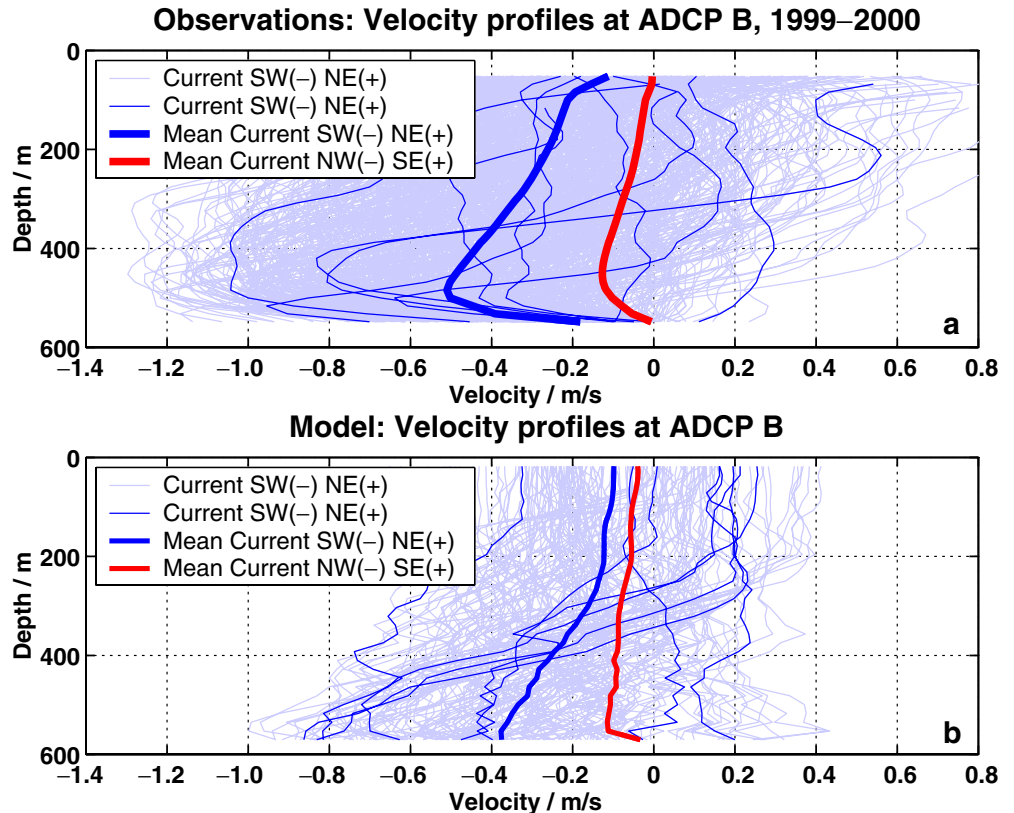 Observations: Velocity profiles at ADCP B, 1999–2000
0
200
400
600
Depth / m
Current SW(−) NE(+)
Current SW(−) NE(+)
Mean Current SW(−) NE(+)
Mean Current NW(−) SE(+)
a
−1.4 −1.2 −1.0 −0.8 −0.6 −0.4 −0.2 0 0.2 0.4 0.6 0.8
Velocity / m/s
Model: Velocity profiles at ADCP B
0
200
400
600
Depth / m
Current SW(−) NE(+)
Current SW(−) NE(+)
Mean Current SW(−) NE(+)
Mean Current NW(−) SE(+)
b
−1.4 −1.2 −1.0 −0.8 −0.6 −0.4 −0.2 0 0.2 0.4 0.6 0.8
Velocity / m/s